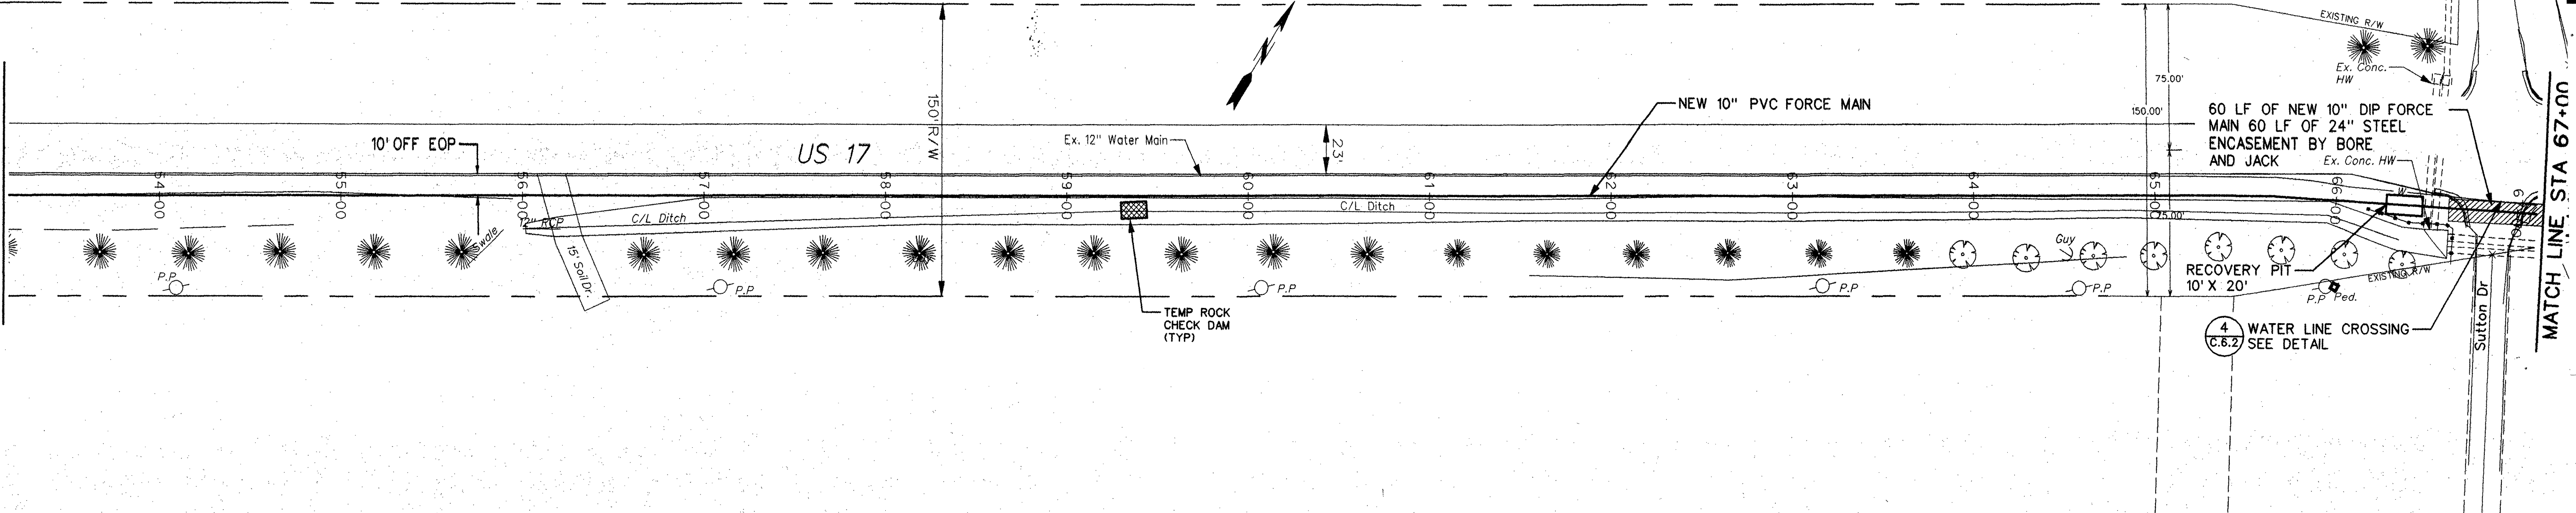 EXISTING R/W
Ex. Conc.
HW
75.00'
150.00'
150' R/W
NEW 10" PVC FORCE MAIN
60 LF OF NEW 10" DIP FORCE
MAIN 60 LF OF 24" STEEL
ENCASEMENT BY BORE
AND JACK
Ex. Conc. HW
10' OFF EOP
US 17
Ex. 12" Water Main
23'
54+00
55+00
56+00
57+00
58+00
59+00
60+00
61+00
62+00
63+00
64+00
65+00
66+00
W
12" RCP
C/L Ditch
C/L Ditch
75.00'
Swale
15' Soil Dr.
Guy
P.P
P.P
P.P
P.P
P.P
P.P
Ped.
EXISTING R/W
RECOVERY PIT
10' X 20'
TEMP ROCK
CHECK DAM
(TYP)
4
C.6.2
WATER LINE CROSSING
SEE DETAIL
Sutton Dr
MATCH LINE STA 67+00